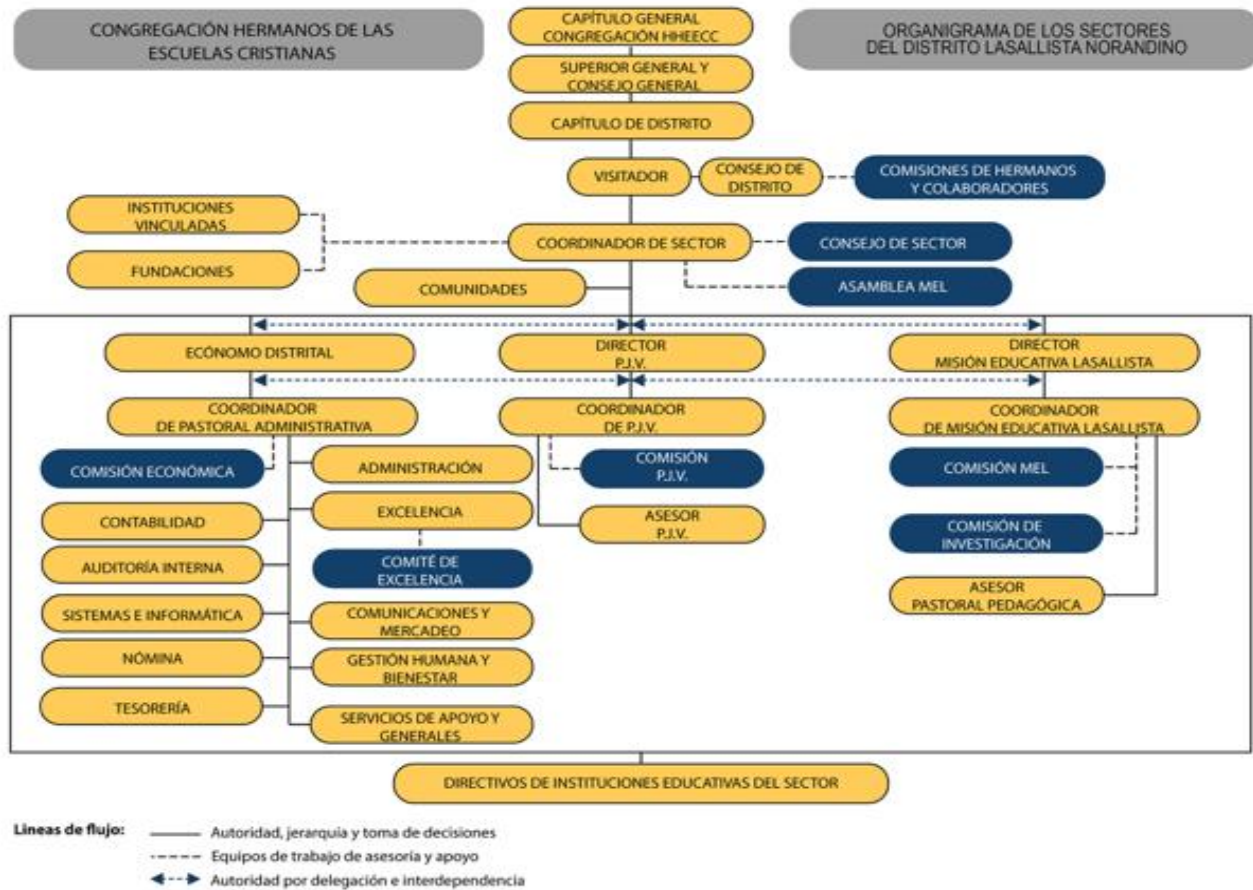 CONGREGACIÓN HERMANOS DE LAS
ESCUELAS CRISTIANAS
CAPÍTULO GENERAL
CONGREGACIÓN HHEECC
ORGANIGRAMA DE LOS SECTORES
DEL DISTRITO LASALLISTA NORANDINO
SUPERIOR GENERAL Y
CONSEJO GENERAL
CAPÍTULO DE DISTRITO
VISITADOR
CONSEJO DE
DISTRITO
COMISIONES DE HERMANOS
Y COLABORADORES
INSTITUCIONES
VINCULADAS
COORDINADOR DE SECTOR
CONSEJO DE SECTOR
FUNDACIONES
COMUNIDADES
ASAMBLEA MEL
ECÓNOMO DISTRITAL
DIRECTOR
P.J.V.
DIRECTOR
MISIÓN EDUCATIVA LASALLISTA
COORDINADOR
DE PASTORAL ADMINISTRATIVA
COORDINADOR
DE P.J.V.
COORDINADOR
DE MISIÓN EDUCATIVA LASALLISTA
COMISIÓN ECONÓMICA
ADMINISTRACIÓN
COMISIÓN
P.J.V.
COMISIÓN MEL
CONTABILIDAD
EXCELENCIA
ASESOR
P.J.V.
COMISIÓN DE
INVESTIGACIÓN
AUDITORÍA INTERNA
COMITÉ DE
EXCELENCIA
ASESOR
PASTORAL PEDAGÓGICA
SISTEMAS E INFORMÁTICA
COMUNICACIONES Y
MERCADEO
NÓMINA
GESTIÓN HUMANA Y
BIENESTAR
TESORERÍA
SERVICIOS DE APOYO Y
GENERALES
DIRECTIVOS DE INSTITUCIONES EDUCATIVAS DEL SECTOR
Lineas de flujo:
Autoridad, jerarquia y toma de decisiones
Equipos de trabajo de asesoría y apoyo
Autoridad por delegación e interdependencia